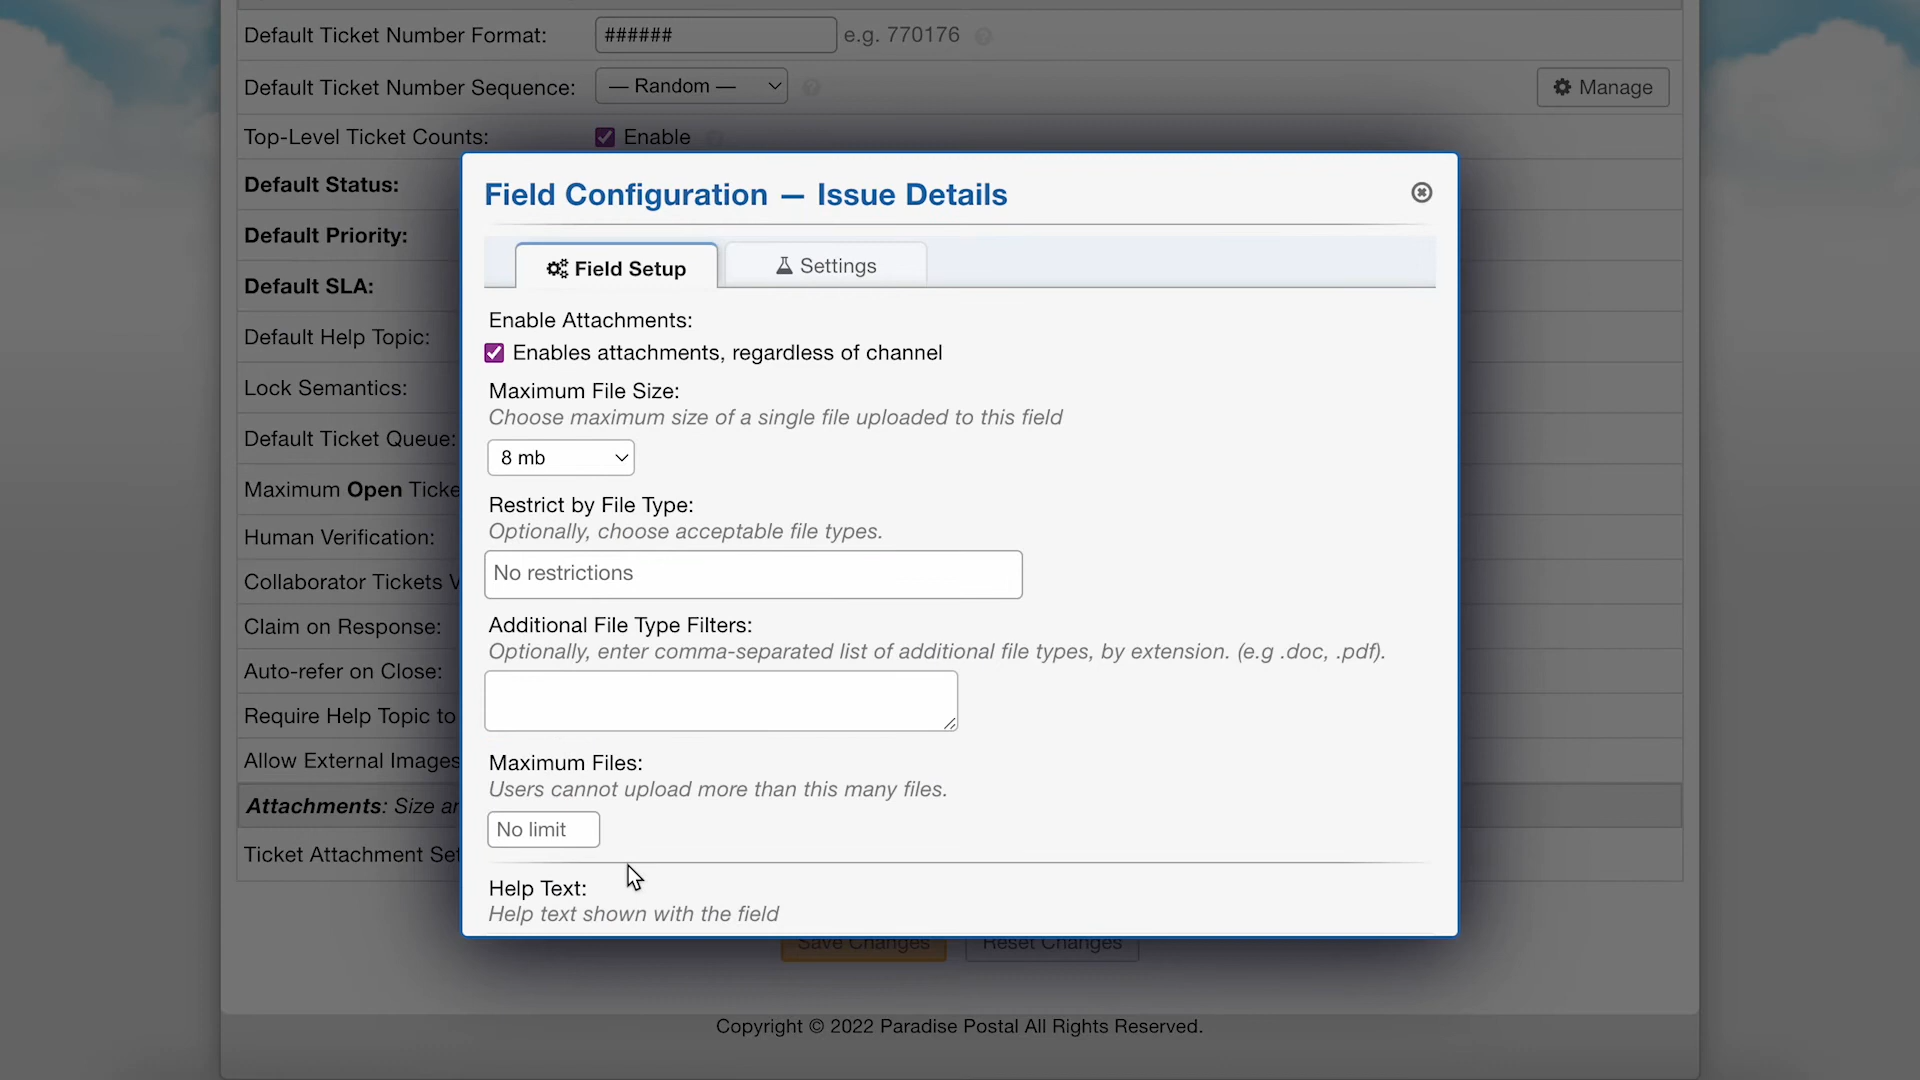 Default Ticket Number Format: ###### e.g. 770176
Default Ticket Number Sequence: — Random — Manage
Top-Level Ticket Counts: Enable
Default Status:
Default Priority:
Default SLA:
Default Help Topic:
Lock Semantics:
Default Ticket Queue:
Maximum Open Ticke
Human Verification:
Collaborator Tickets V
Claim on Response:
Auto-refer on Close:
Require Help Topic to
Allow External Images
Attachments: Size an
Ticket Attachment Set
Field Configuration — Issue Details
Field Setup Settings
Enable Attachments:
Enables attachments, regardless of channel
Maximum File Size:
Choose maximum size of a single file uploaded to this field
8 mb
Restrict by File Type:
Optionally, choose acceptable file types.
No restrictions
Additional File Type Filters:
Optionally, enter comma-separated list of additional file types, by extension. (e.g .doc, .pdf).
Maximum Files:
Users cannot upload more than this many files.
No limit
Help Text:
Help text shown with the field
Save Changes Reset Changes
Copyright © 2022 Paradise Postal All Rights Reserved.